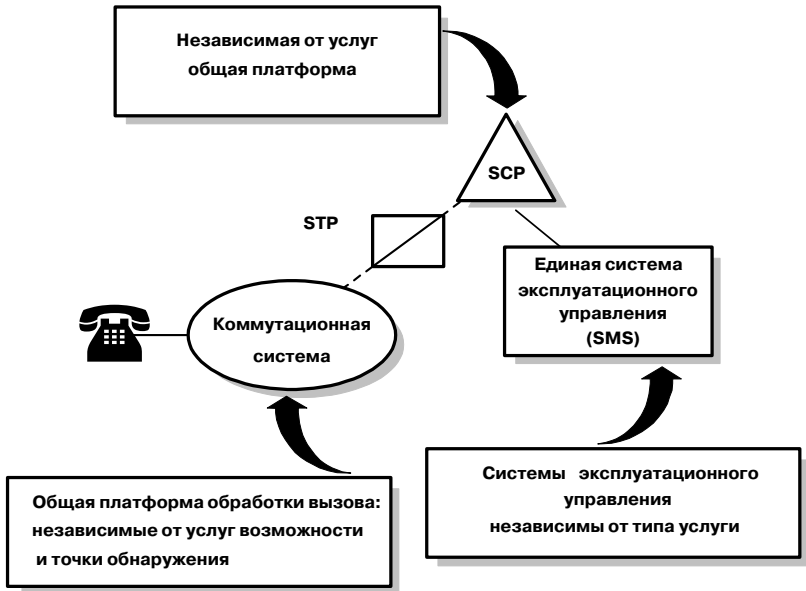 Независимая от услуг
общая платформа
SCP
STP
Единая система
эксплуатационного
управления
(SMS)
Коммутационная
система
Системы эксплуатационного
управления
независимы от типа услуги
Общая платформа обработки вызова:
независимые от услуг возможности
и точки обнаружения